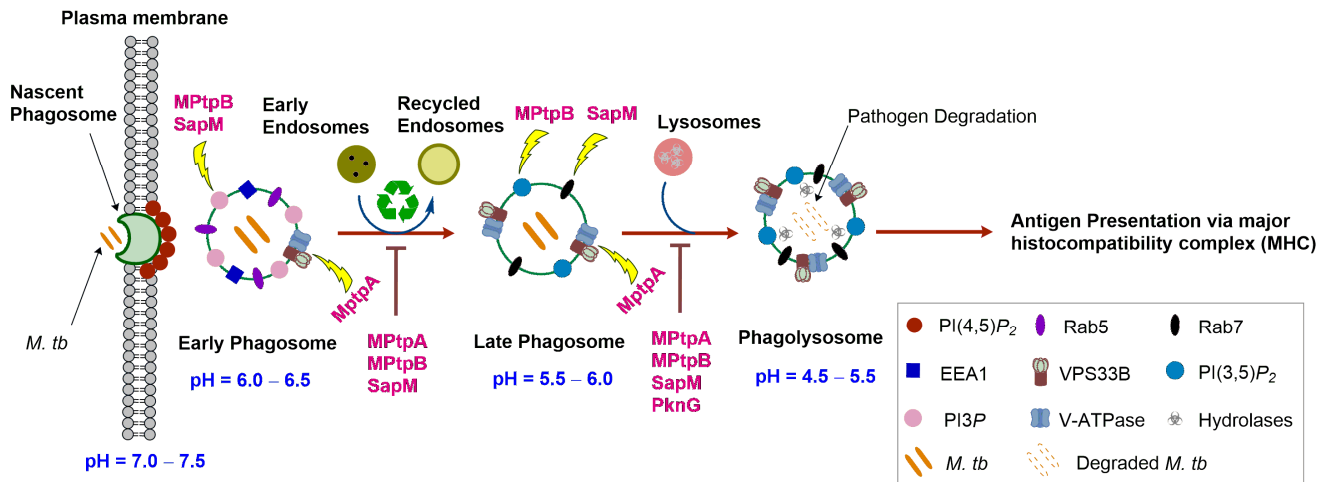 Plasma membrane
Nascent
Phagosome
M. tb
pH = 7.0 – 7.5
MPtpB
SapM
MptpA
Early Phagosome
pH = 6.0 – 6.5
Early
Endosomes
Recycled
Endosomes
MPtpA
MPtpB
SapM
MPtpB
SapM
MptpA
Late Phagosome
pH = 5.5 – 6.0
Lysosomes
MPtpA
MPtpB
SapM
PknG
Pathogen Degradation
Phagolysosome
pH = 4.5 – 5.5
Antigen Presentation via major
histocompatibility complex (MHC)
PI(4,5)P2
Rab5
Rab7
EEA1
VPS33B
PI(3,5)P2
PI3P
V-ATPase
Hydrolases
M. tb
Degraded M. tb